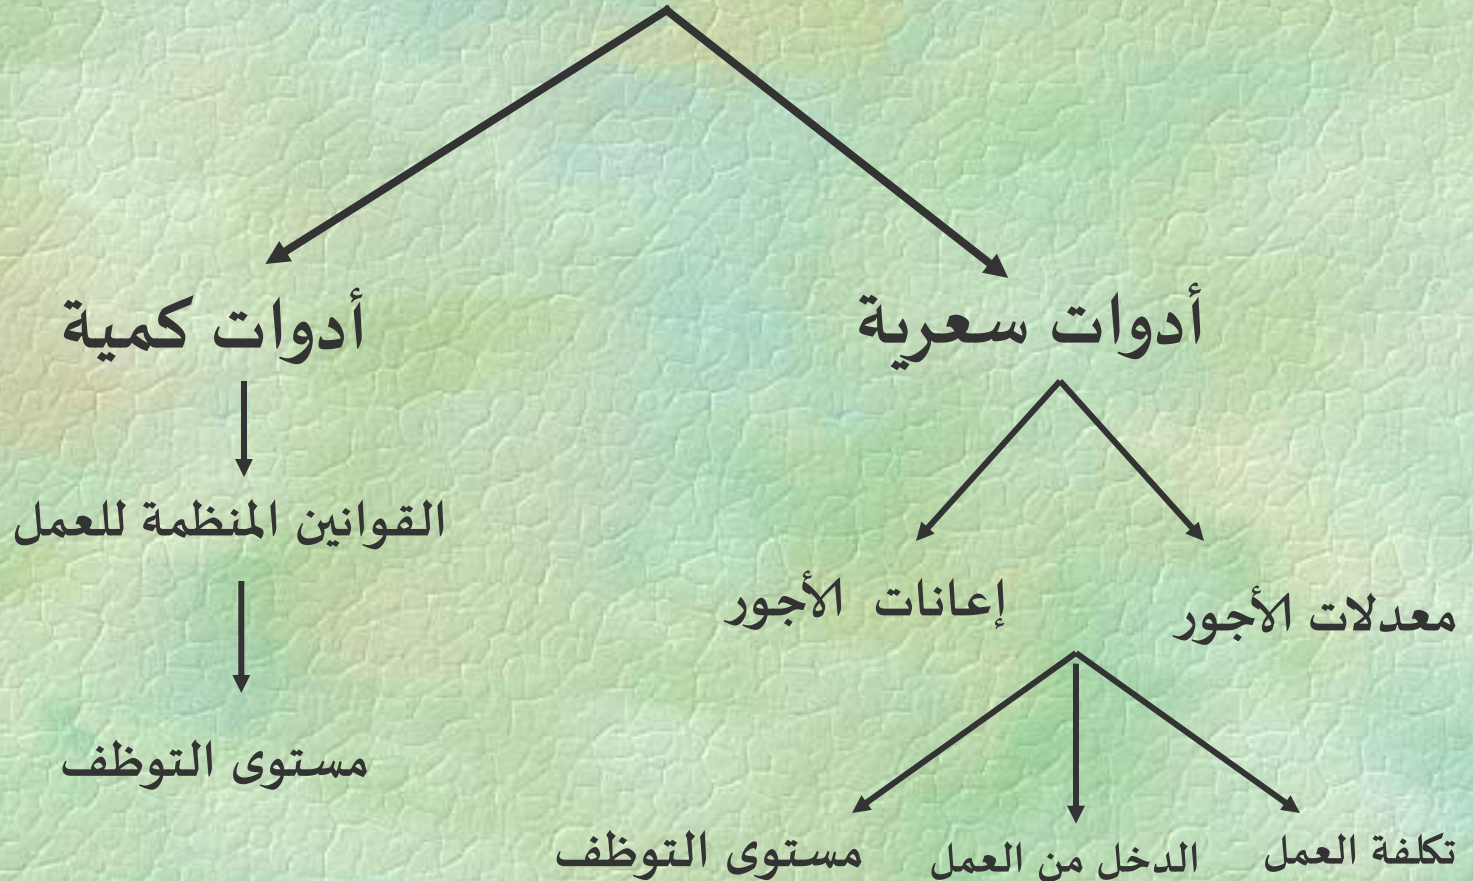 أدوات سعرية
أدوات كمية
القوانين المنظمة للعمل
معدلات الأجور
إعانات الأجور
مستوى التوظف
تكلفة العمل
الدخل من العمل
مستوى التوظف